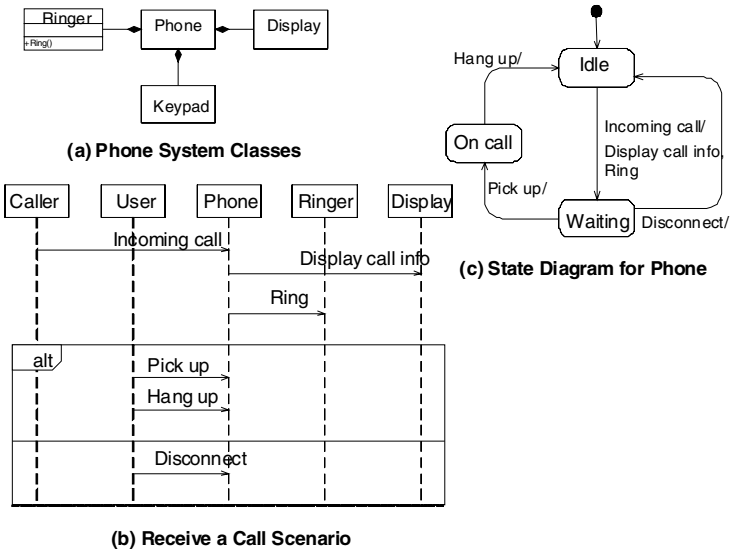 Ringer
+Ring()
Phone
Display
Keypad
(a) Phone System Classes
Caller
User
Phone
Ringer
Display
Incoming call
Display call info
Ring
alt
Pick up
Hang up
Disconnect
(b) Receive a Call Scenario
Idle
Hang up/
On call
Incoming call/
Display call info,
Ring
Pick up/
Waiting
Disconnect/
(c) State Diagram for Phone